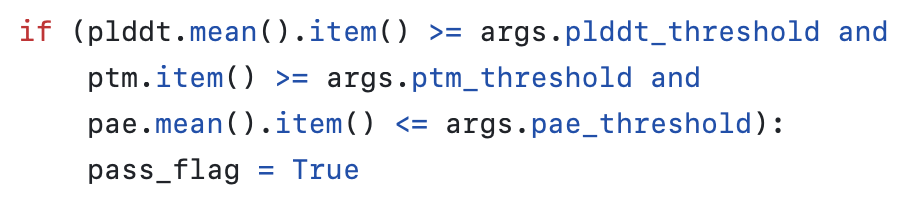 if (plddt.mean().item() >= args.plddt_threshold and
    ptm.item() >= args.ptm_threshold and
    pae.mean().item() <= args.pae_threshold):
    pass_flag = True